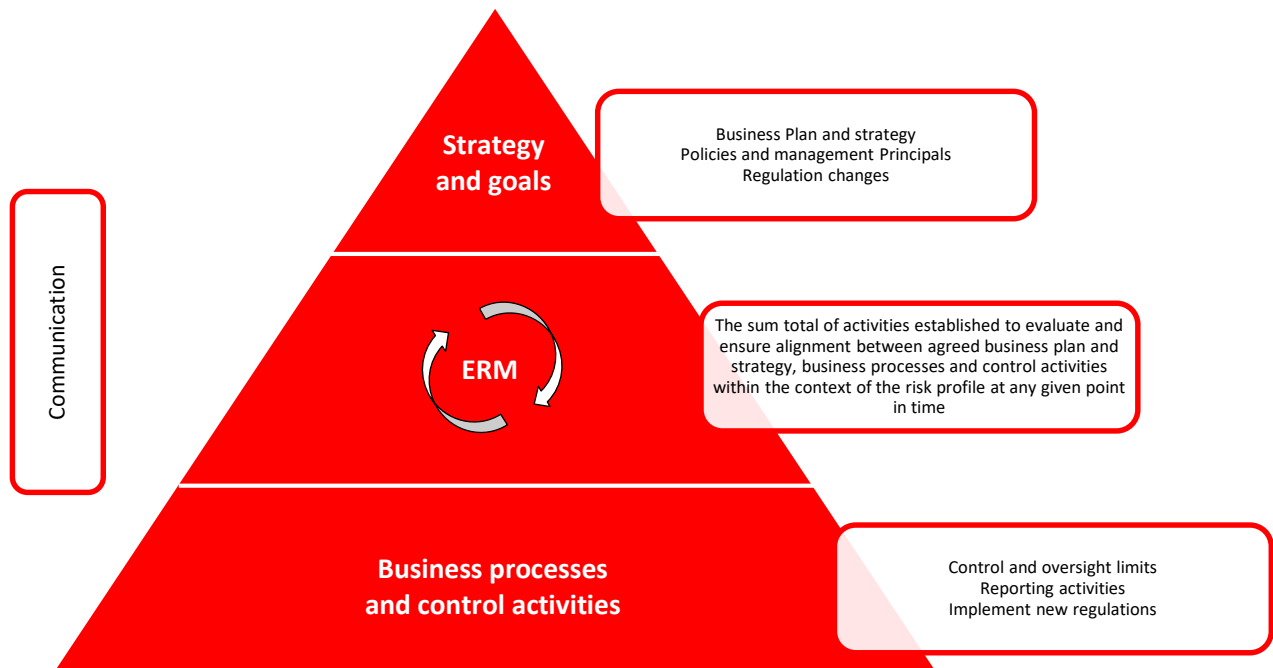 Strategy
and goals
Business Plan and strategy
Policies and management Principals
Regulation changes
Communication
ERM
The sum total of activities established to evaluate and
ensure alignment between agreed business plan and
strategy, business processes and control activities
within the context of the risk profile at any given point
in time
Business processes
and control activities
Control and oversight limits
Reporting activities
Implement new regulations